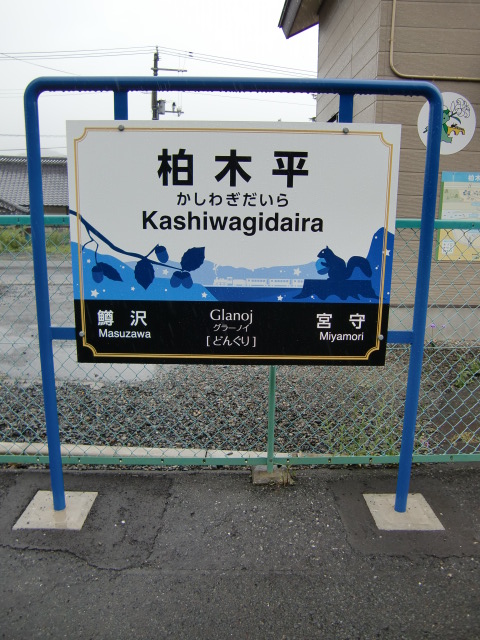 柏木平
かしわぎだいら
Kashiwagidaira
鱒沢
Masuzawa
Glanoj
グラーノイ
[どんぐり]
宮守
Miyamori